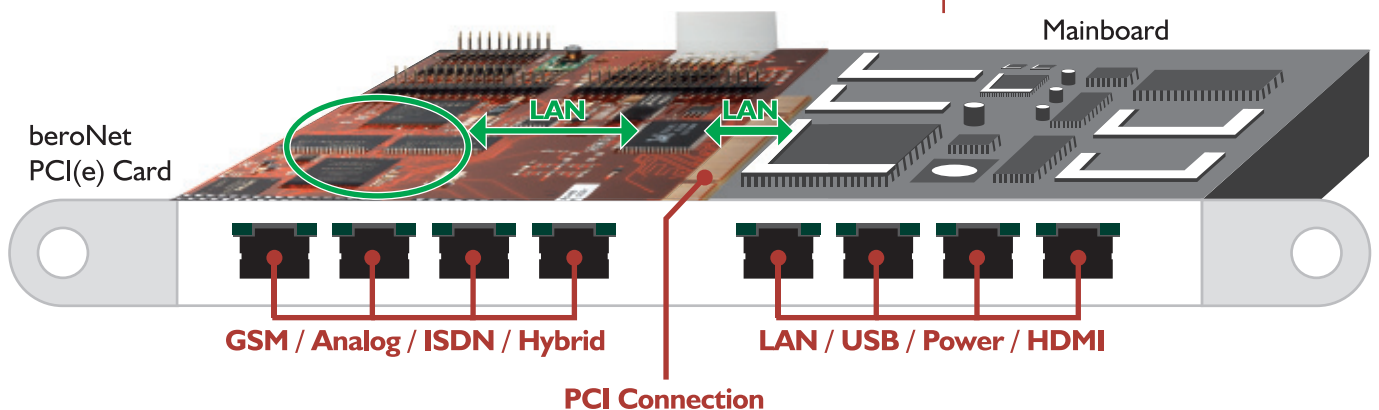 Mainboard
LAN
LAN
beroNet
PCI(e) Card
GSM / Analog / ISDN / Hybrid
LAN / USB / Power / HDMI
PCI Connection